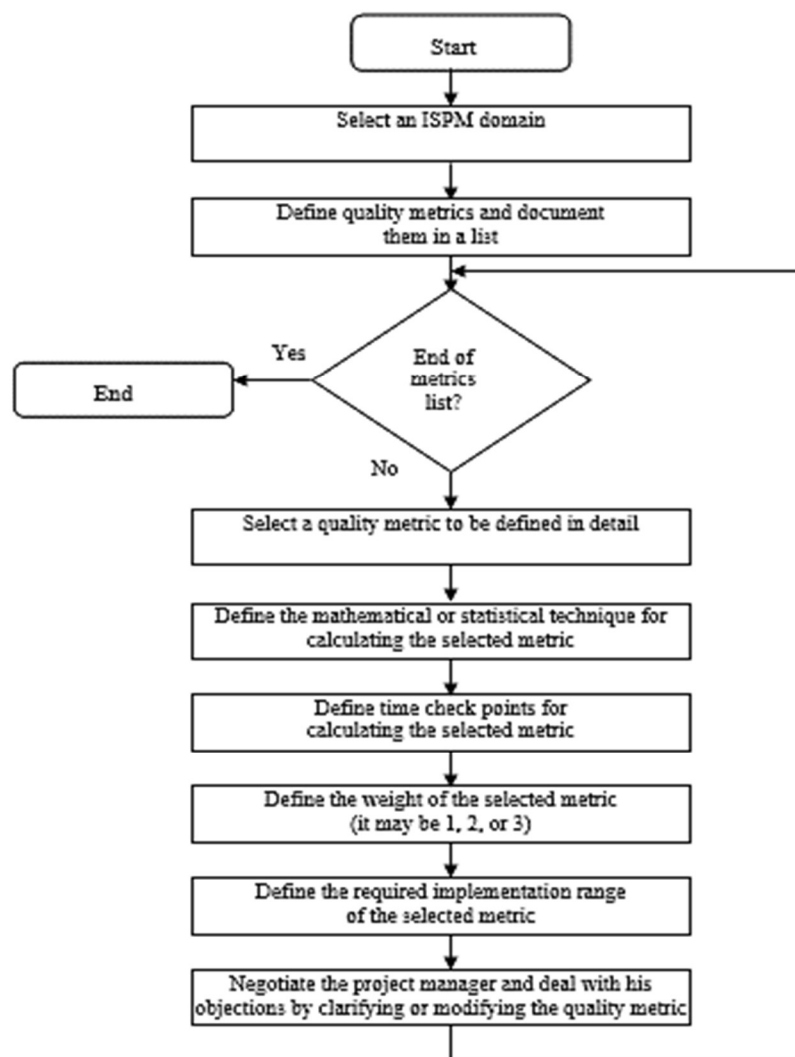 Start
Select an ISPM domain
Define quality metrics and document
them in a list
Yes
End of
metrics
list?
End
No
Select a quality metric to be defined in detail
Define the mathematical or statistical technique for
calculating the selected metric
Define time check points for
calculating the selected metric
Define the weight of the selected metric
(it may be 1, 2, or 3)
Define the required implementation range
of the selected metric
Negotiate the project manager and deal with his
objections by clarifying or modifying the quality metric